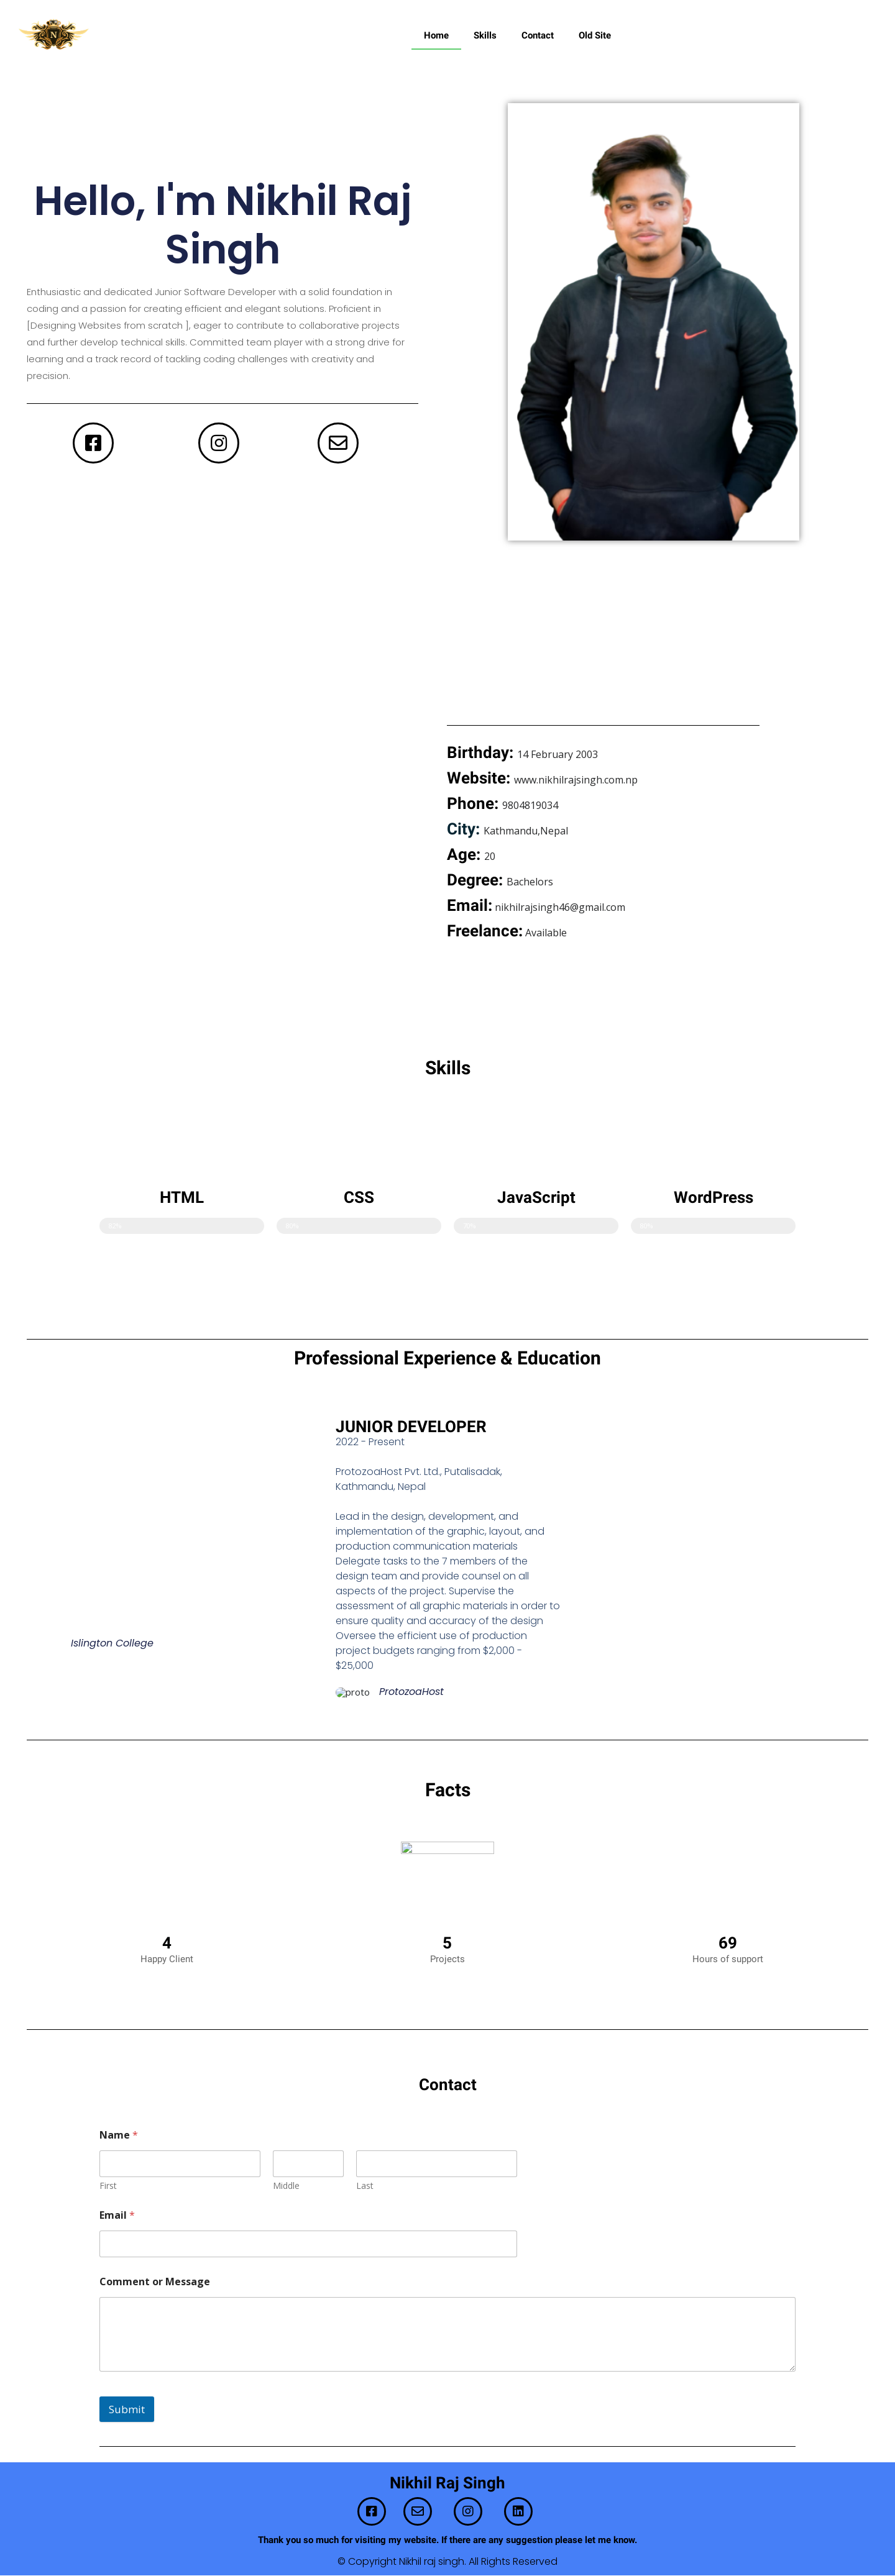 N
Home Skills Contact Old Site
Hello, I'm Nikhil Raj
Singh
Enthusiastic and dedicated Junior Software Developer with a solid foundation in
coding and a passion for creating efficient and elegant solutions. Proficient in
[Designing Websites from scratch ], eager to contribute to collaborative projects
and further develop technical skills. Committed team player with a strong drive for
learning and a track record of tackling coding challenges with creativity and
precision.
Birthday: 14 February 2003
Website: www.nikhilrajsingh.com.np
Phone: 9804819034
City: Kathmandu,Nepal
Age: 20
Degree: Bachelors
Email: nikhilrajsingh46@gmail.com
Freelance: Available
Skills
HTML CSS JavaScript WordPress
Professional Experience & Education
JUNIOR DEVELOPER
2022 - Present
ProtozoaHost Pvt. Ltd., Putalisadak,
Kathmandu, Nepal
Lead in the design, development, and
implementation of the graphic, layout, and
production communication materials
Delegate tasks to the 7 members of the
design team and provide counsel on all
aspects of the project. Supervise the
assessment of all graphic materials in order to
ensure quality and accuracy of the design
Oversee the efficient use of production
project budgets ranging from $2,000 -
$25,000
Islington College
proto ProtozoaHost
Facts
4 5 69
Happy Client Projects Hours of support
Contact
Name *
First Middle Last
Email *
Comment or Message
Submit
Nikhil Raj Singh
Thank you so much for visiting my website. If there are any suggestion please let me know.
© Copyright Nikhil raj singh. All Rights Reserved